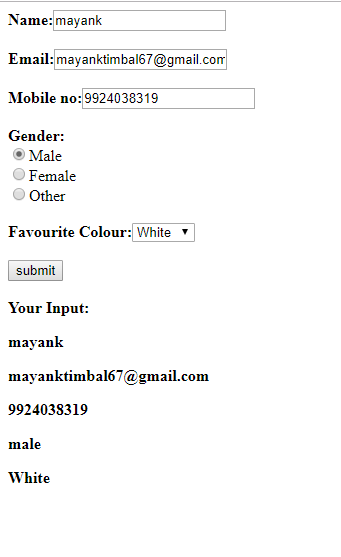 Name:mayank
Email:mayanktimbal67@gmail.com
Mobile no:9924038319
Gender:
Male
Female
Other
Favourite Colour: White
submit
Your Input:
mayank
mayanktimbal67@gmail.com
9924038319
male
White